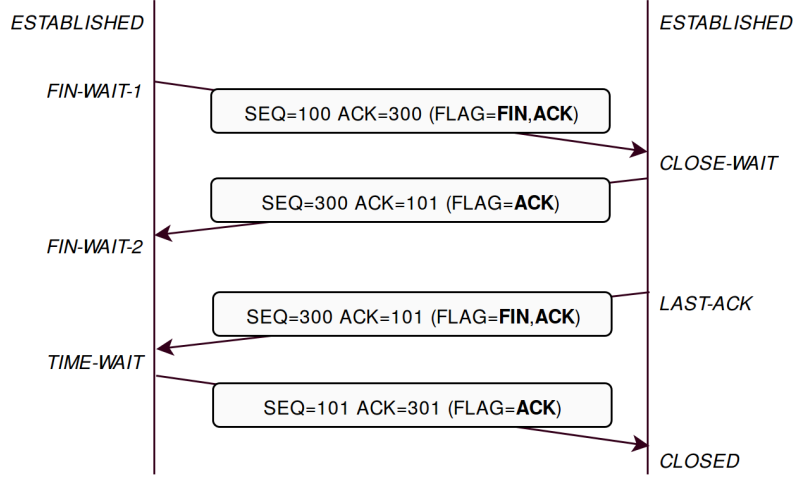 ESTABLISHED
ESTABLISHED
FIN-WAIT-1
SEQ=100 ACK=300 (FLAG=FIN,ACK)
CLOSE-WAIT
SEQ=300 ACK=101 (FLAG=ACK)
FIN-WAIT-2
SEQ=300 ACK=101 (FLAG=FIN,ACK)
LAST-ACK
TIME-WAIT
SEQ=101 ACK=301 (FLAG=ACK)
CLOSED